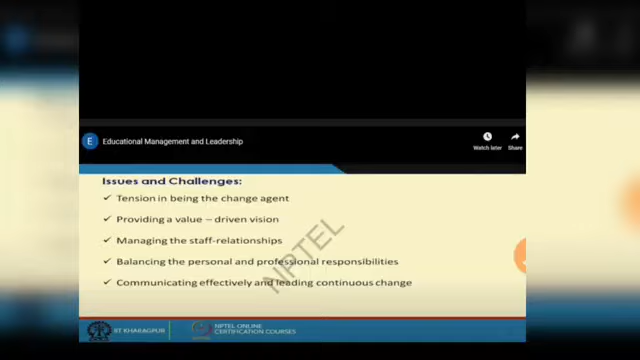 E
Educational Management and Leadership
Watch later
Share
Issues and Challenges:
✓ Tension in being the change agent
✓ Providing a value – driven vision
✓ Managing the staff-relationships
✓ Balancing the personal and professional responsibilities
✓ Communicating effectively and leading continuous change
NPTEL
IIT KHARAGPUR
NPTEL ONLINE
CERTIFICATION COURSES